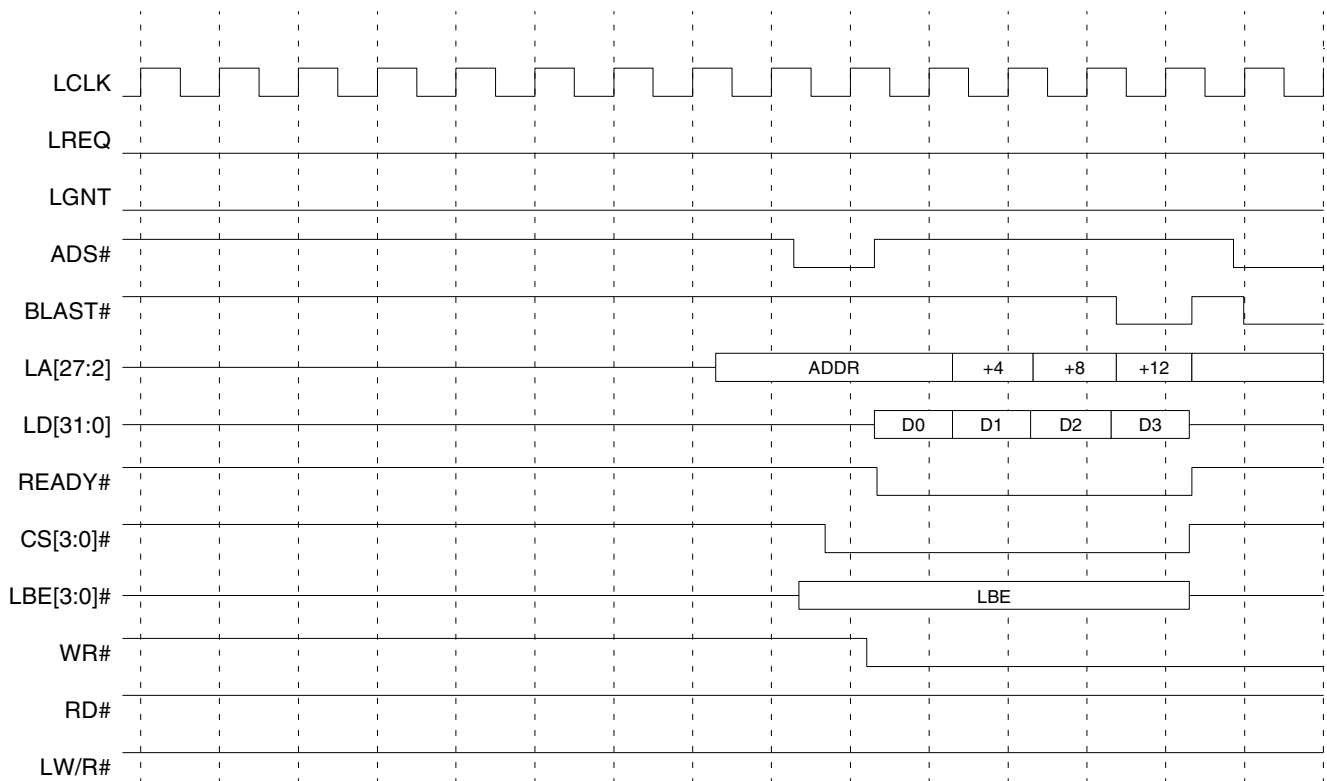 LCLK
LREQ
LGNT
ADS#
BLAST#
LA[27:2] ADDR +4 +8 +12
LD[31:0] D0 D1 D2 D3
READY#
CS[3:0]#
LBE[3:0]# LBE
WR#
RD#
LW/R#